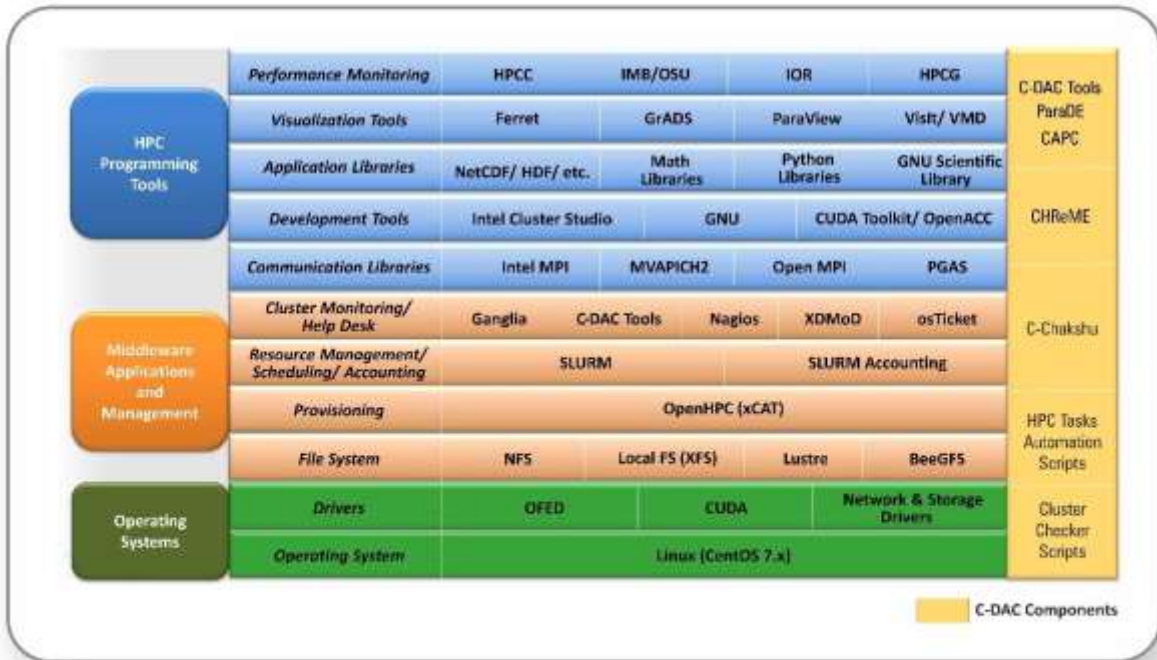 Performance Monitoring HPCC IMB/OSU IOR HPCG
Visualization Tools Ferret GrADS ParaView Visit/ VMD
Application Libraries NetCDF/ HDF/ etc. Math Libraries Python Libraries GNU Scientific Library
Development Tools Intel Cluster Studio GNU CUDA Toolkit/ OpenACC
Communication Libraries Intel MPI MVAPICH2 Open MPI PGAS
HPC
Programming
Tools
Cluster Monitoring/ Help Desk Ganglia C-DAC Tools Nagios XDMoD osTicket
Resource Management/ Scheduling/ Accounting SLURM SLURM Accounting
Provisioning OpenHPC (xCAT)
File System NFS Local FS (XFS) Lustre BeeGFS
Middleware
Applications
and
Management
Drivers OFED CUDA Network & Storage Drivers
Operating System Linux (CentOS 7.x)
Operating
Systems
C-DAC Tools
ParaDE
CAPC
CHReME
C-Chakshu
HPC Tasks
Automation
Scripts
Cluster
Checker
Scripts
C-DAC Components